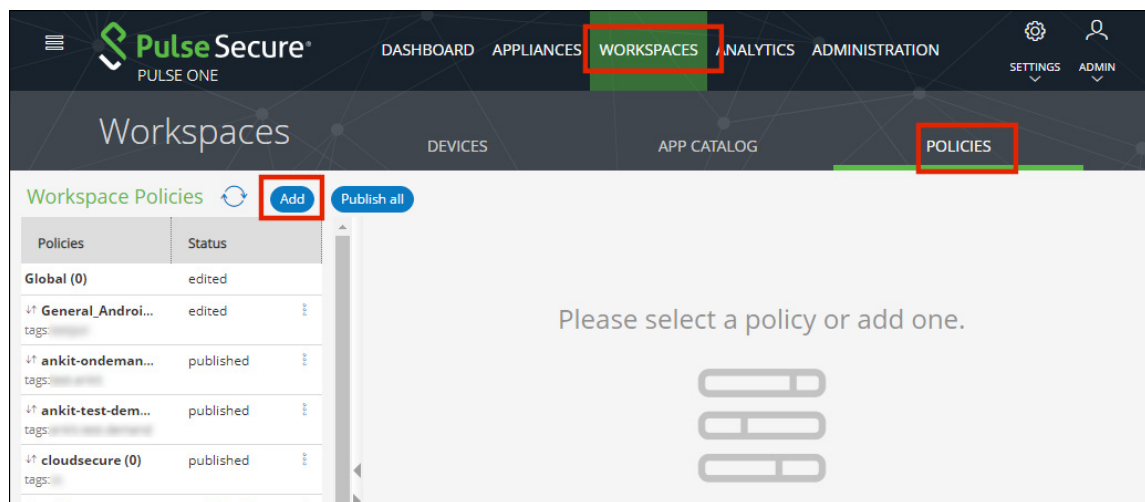 Pulse Secure®
PULSE ONE
DASHBOARD APPLIANCES WORKSPACES ANALYTICS ADMINISTRATION
SETTINGS ADMIN
Workspaces
DEVICES APP CATALOG POLICIES
Workspace Policies Add Publish all
Policies Status
Global (0) edited
General_Androi... edited
tags:
ankit-ondeman... published
tags:
ankit-test-dem... published
tags:
cloudsecure (0) published
tags:
Please select a policy or add one.